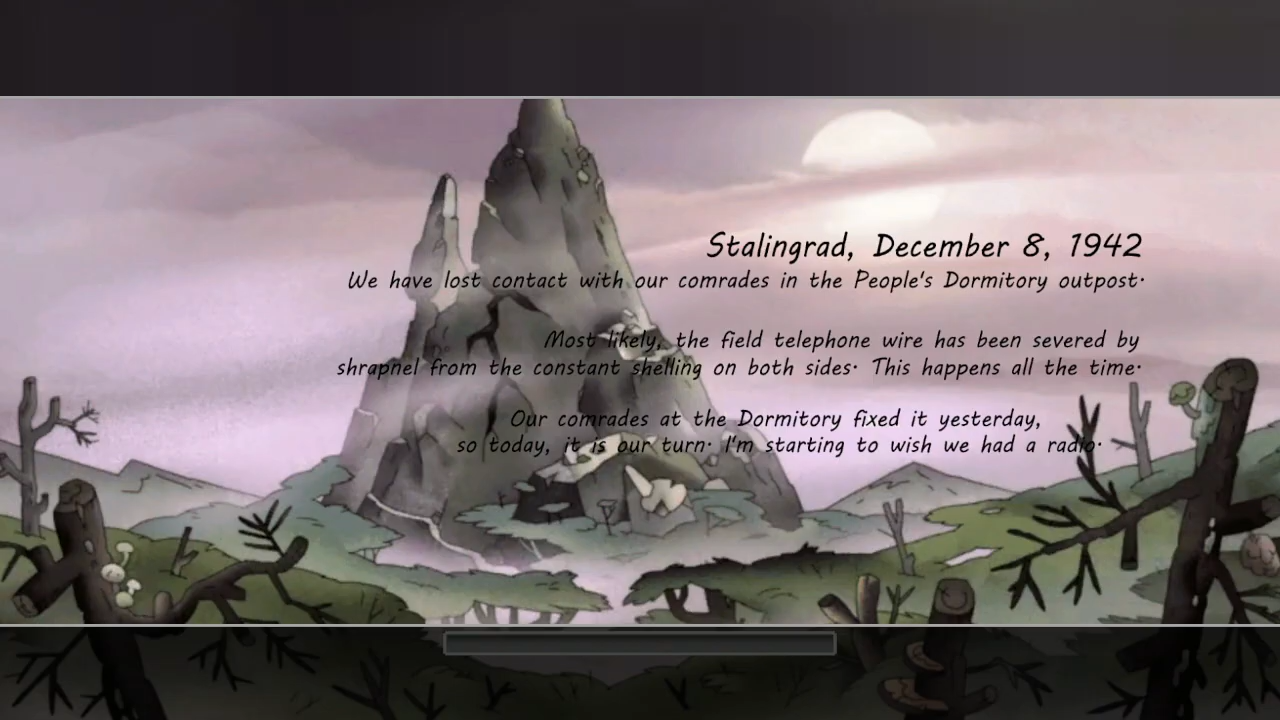 Stalingrad, December 8, 1942
We have lost contact with our comrades in the People's Dormitory outpost.
Most likely, the field telephone wire has been severed by
shrapnel from the constant shelling on both sides. This happens all the time.
Our comrades at the Dormitory fixed it yesterday,
so today, it is our turn. I'm starting to wish we had a radio.